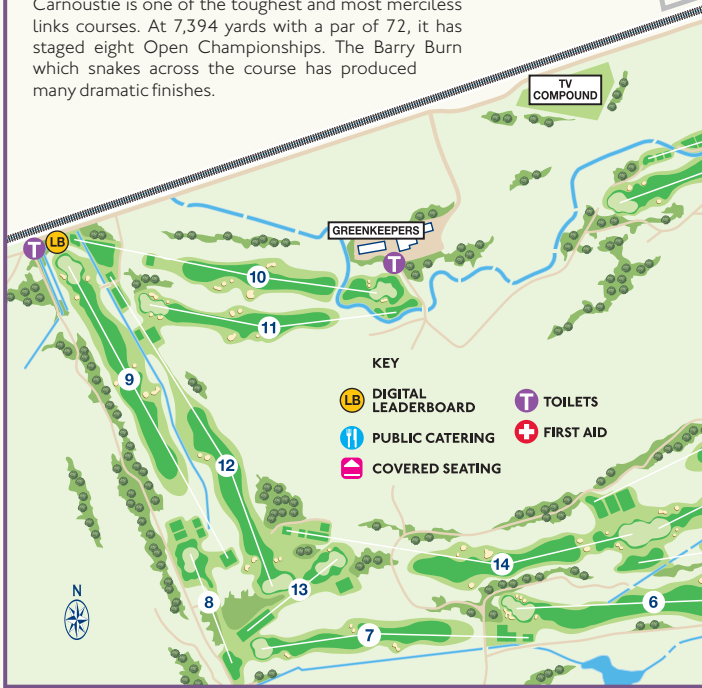 Carnoustie is one of the toughest and most merciless
links courses. At 7,394 yards with a par of 72, it has
staged eight Open Championships. The Barry Burn
which snakes across the course has produced
many dramatic finishes.
TV
COMPOUND
GREENKEEPERS
T
LB
T
10
11
9
12
14
13
8
7
6
KEY
LB DIGITAL
LEADERBOARD
PUBLIC CATERING
COVERED SEATING
T TOILETS
FIRST AID
N